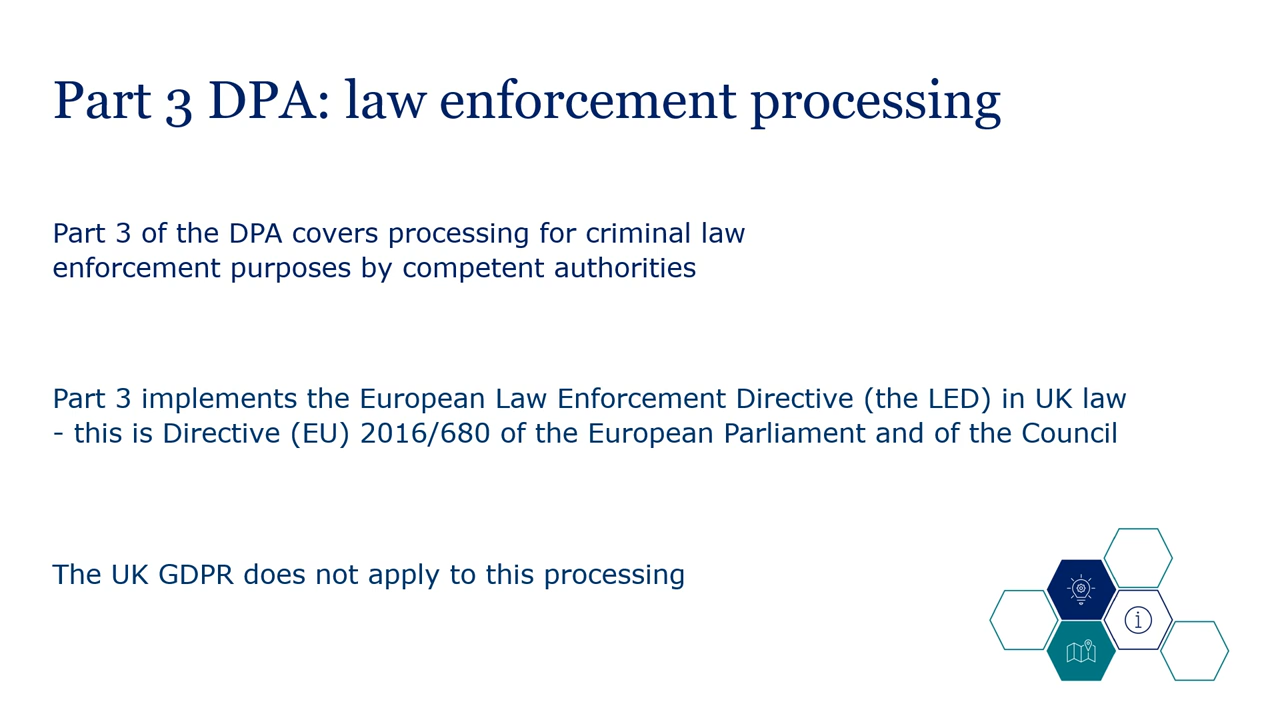 Part 3 DPA: law enforcement processing
Part 3 of the DPA covers processing for criminal law
enforcement purposes by competent authorities
Part 3 implements the European Law Enforcement Directive (the LED) in UK law
- this is Directive (EU) 2016/680 of the European Parliament and of the Council
The UK GDPR does not apply to this processing